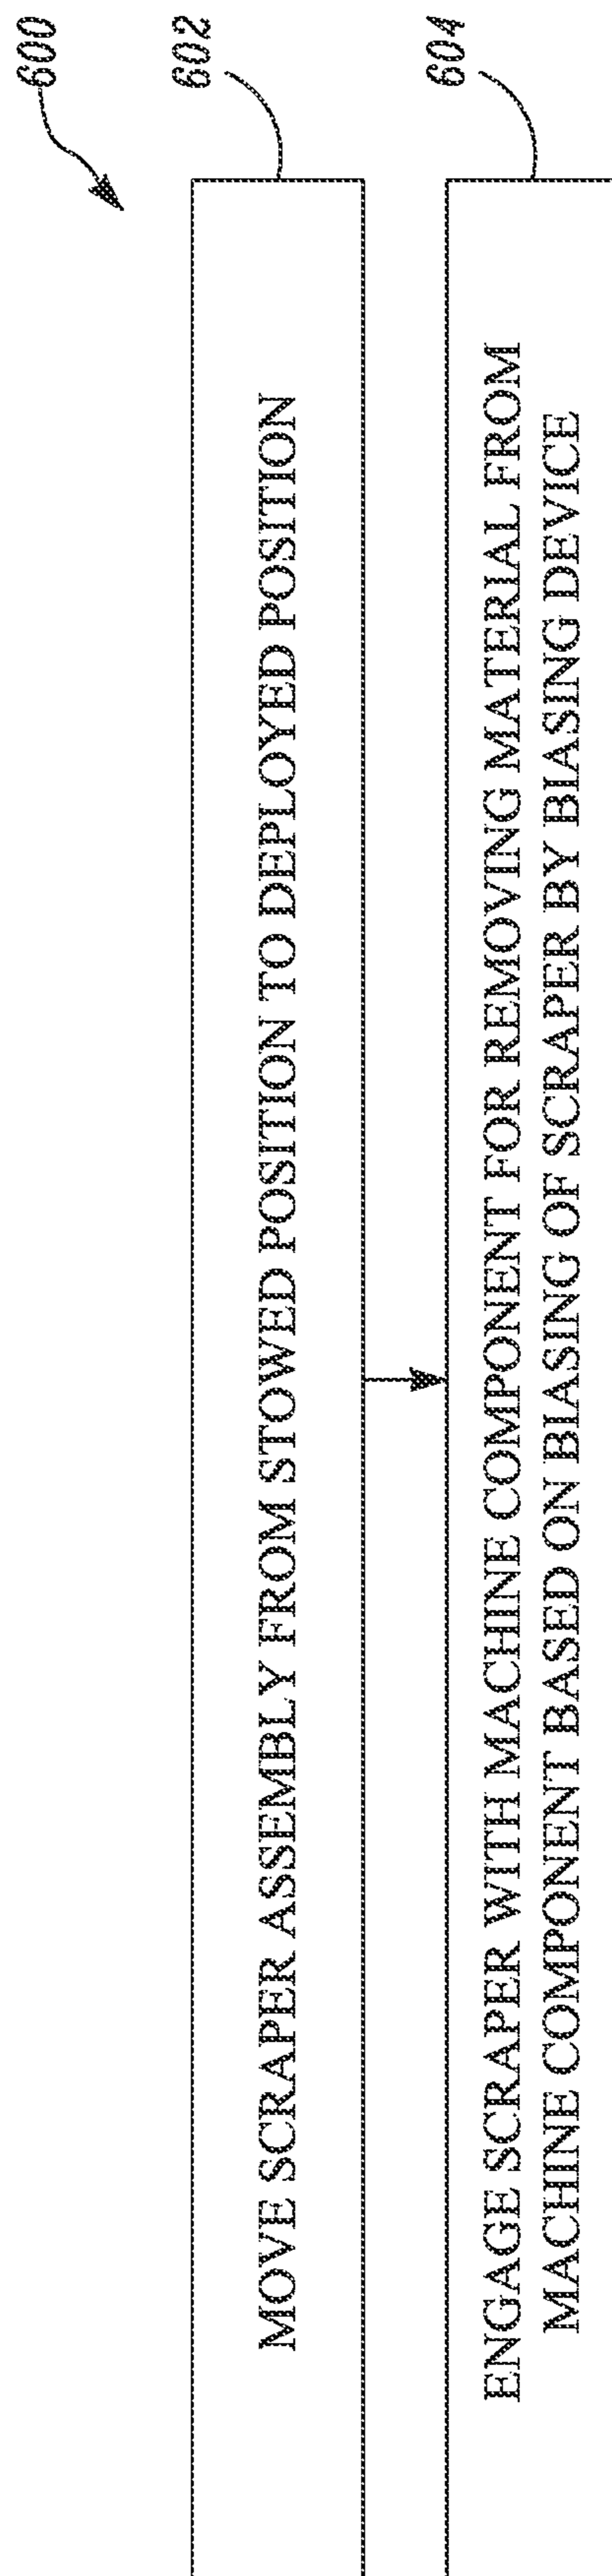 600
602
MOVE SCRAPER ASSEMBLY FROM STOWED POSITION TO DEPLOYED POSITION
604
ENGAGE SCRAPER WITH MACHINE COMPONENT FOR REMOVING MATERIAL FROM
MACHINE COMPONENT BASED ON BIASING OF SCRAPER BY BIASING DEVICE